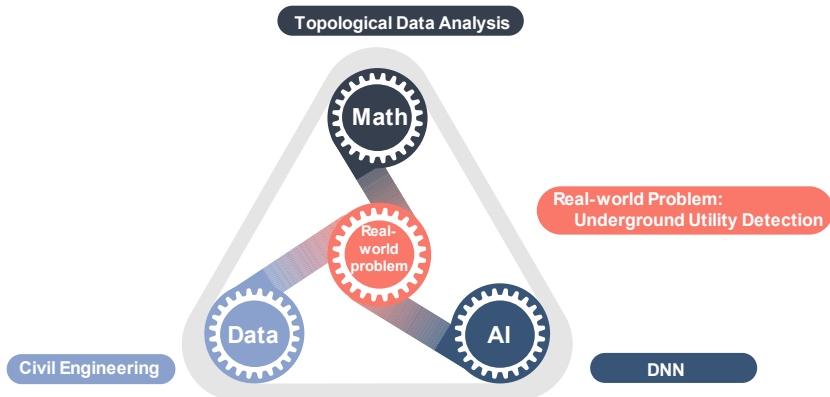 Topological Data Analysis
Math
Real-world Problem:
Underground Utility Detection
Real-
world
problem
Data
AI
Civil Engineering
DNN